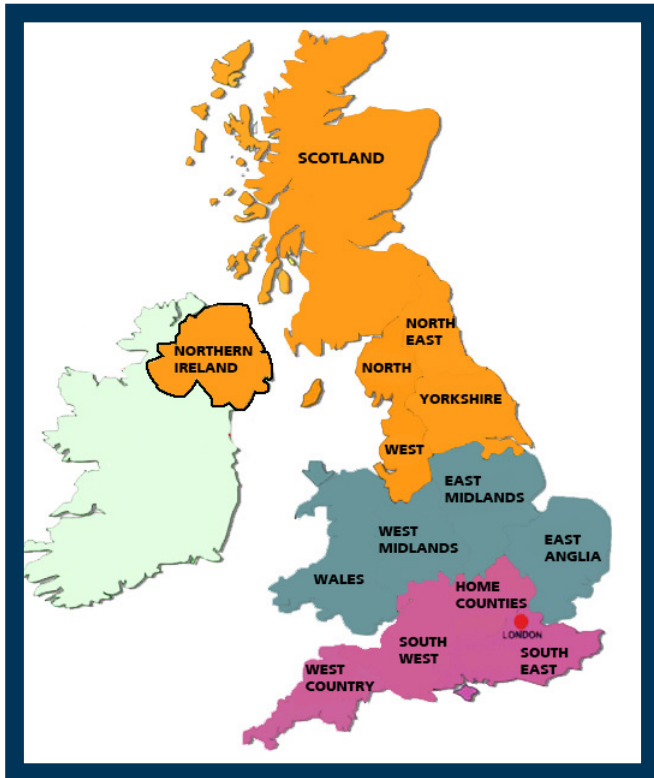 SCOTLAND
NORTH
EAST
NORTHERN
IRELAND
NORTH
YORKSHIRE
WEST
EAST
MIDLANDS
WEST
MIDLANDS
EAST
ANGLIA
WALES
HOME
COUNTIES
LONDON
SOUTH
WEST
SOUTH
EAST
WEST
COUNTRY